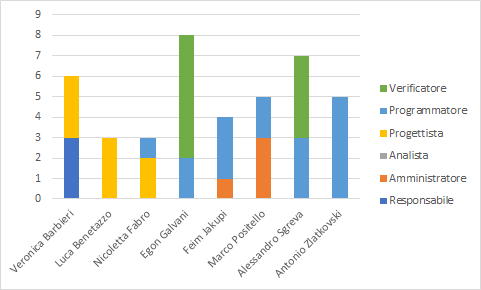 9
8
7
6
5
4
3
2
1
0
Veronica Barbieri
Luca Benetazzo
Nicoletta Fabro
Egon Galvani
Feim Jakupi
Marco Positello
Alessandro Sgreva
Antonio Zlatkovski
Verificatore
Programmatore
Progettista
Analista
Amministratore
Responsabile